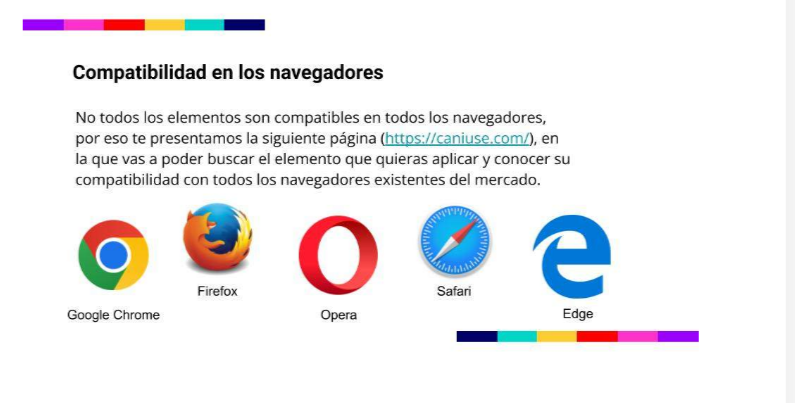 Compatibilidad en los navegadores
No todos los elementos son compatibles en todos los navegadores,
por eso te presentamos la siguiente página (https://caniuse.com/), en
la que vas a poder buscar el elemento que quieras aplicar y conocer su
compatibilidad con todos los navegadores existentes del mercado.
Google Chrome
Firefox
Opera
Safari
Edge